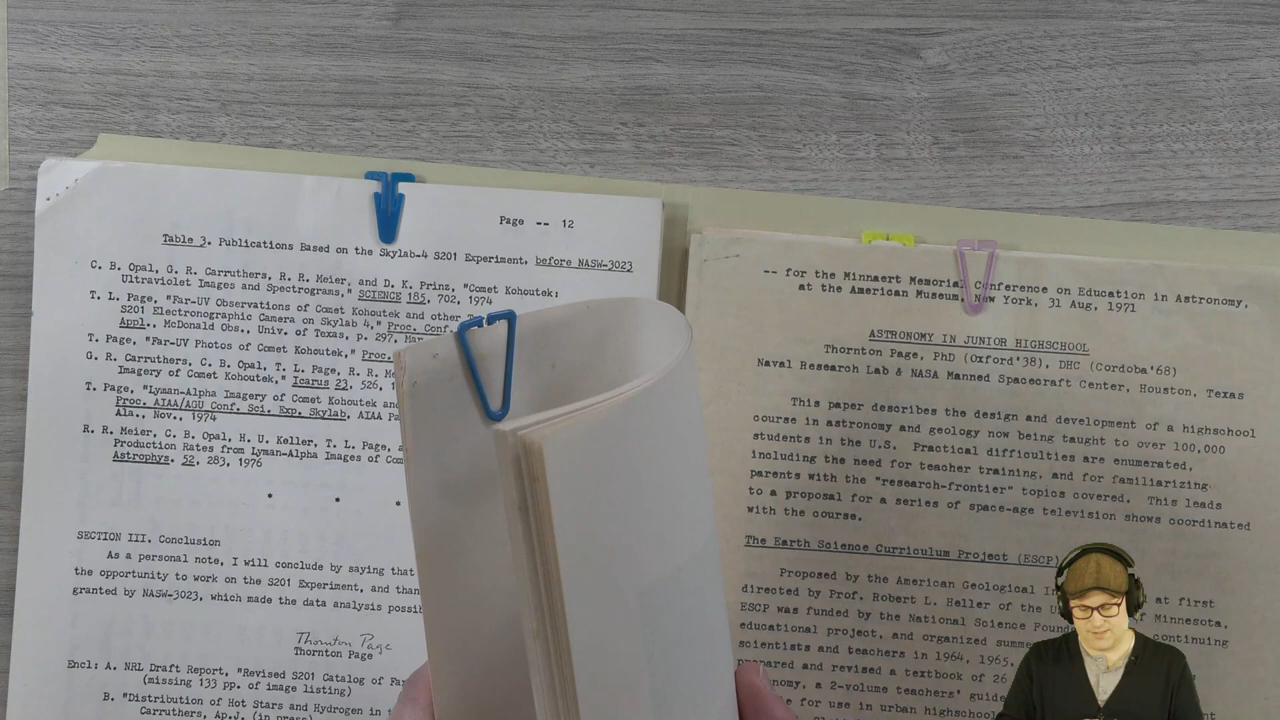 Page -- 12
Table 3. Publications Based on the Skylab-4 S201 Experiment, before NASW-3023
C. B. Opal, G. R. Carruthers, R. R. Meier, and D. K. Prinz, "Comet Kohoutek:
Ultraviolet Images and Spectrograms," SCIENCE 185, 702, 1974
T. L. Page, "Far-UV Observations of Comet Kohoutek and other
S201 Electronographic Camera on Skylab 4," Proc. Conf.
Appl., McDonald Obs., Univ. of Texas, p. 297,
T. Page, "Far-UV Photos of Comet Kohoutek," Proc.
G. R. Carruthers, C. B. Opal, T. L. Page, R. R.
Imagery of Comet Kohoutek," Icarus 23, 526,
T. Page, "Lyman-Alpha Imagery of Comet Kohoutek and
Proc. AIAA/AGU Conf. Sci. Exp. Skylab, AIAA
Ala., Nov., 1974
R. R. Meier, C. B. Opal, H. U. Keller, T. L. Page,
Production Rates from Lyman-Alpha Images of
Astrophys. 52, 283, 1976
* * *
SECTION III. Conclusion
As a personal note, I will conclude by saying that
the opportunity to work on the S201 Experiment, and
granted by NASW-3023, which made the data analysis
Thornton Page
Thornton Page
Encl: A. NRL Draft Report, "Revised S201 Catalog of
(missing 133 pp. of image listing)
B. "Distribution of Hot Stars and Hydrogen in
Carruthers, Ap.J. (in press)
-- for the Minnaert Memorial Conference on Education in Astronomy,
at the American Museum, New York, 31 Aug, 1971
ASTRONOMY IN JUNIOR HIGHSCHOOL
Thornton Page, PhD (Oxford'38), DHC (Cordoba'68)
Naval Research Lab & NASA Manned Spacecraft Center, Houston, Texas
This paper describes the design and development of a highschool
course in astronomy and geology now being taught to over 100,000
students in the U.S. Practical difficulties are enumerated,
including the need for teacher training, and for familiarizing
parents with the "research-frontier" topics covered. This leads
to a proposal for a series of space-age television shows coordinated
with the course.
The Earth Science Curriculum Project (ESCP)
Proposed by the American Geological at first
directed by Prof. Robert L. Heller of the of Minnesota,
ESCP was funded by the National Science continuing
educational project, and organized
scientists and teachers in 1964, 1965,
prepared and revised a textbook of 26
a 2-volume teachers'
for use in urban